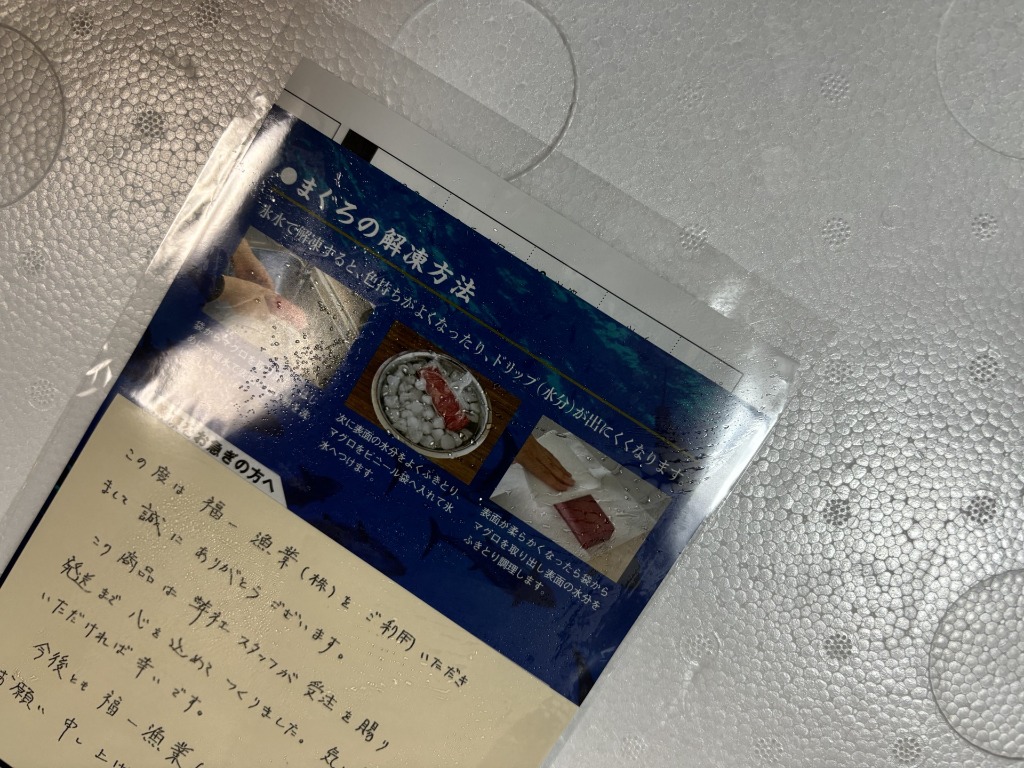 ●まぐろの解凍方法
氷水で解凍すると、色持ちがよくなったり、ドリップ(水分)が出にくくなります。
次に表面の水分をよくふきとり、
マグロをビニール袋へ入れて氷
水へつけます。
表面が柔らかくなったら袋から
マグロを取り出し表面の水分を
ふきとり調理します。
お急ぎの方へ
この度は 福一漁業(株)を ご利用いただき
まして 誠に ありがとうございます。
この商品は 弊社スタッフが 受注を賜り
発送まで 心を込めて つくりました。 気
いただければ 幸いです。
今後とも 福一漁業(
お願い 申し上げ